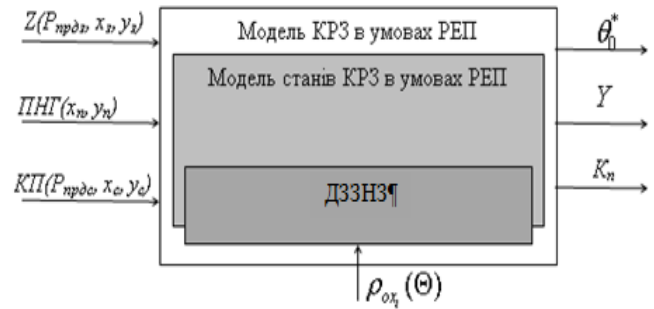 Z(Pпрдз, xз, yз)
Модель КРЗ в умовах РЕП
θ0*
Модель станів КРЗ в умовах РЕП
ПНГ(xп, yп)
Y
КП(Pпрдс, xс, yс)
ДЗЗНЗ¶
Kп
ρoxi(Θ)